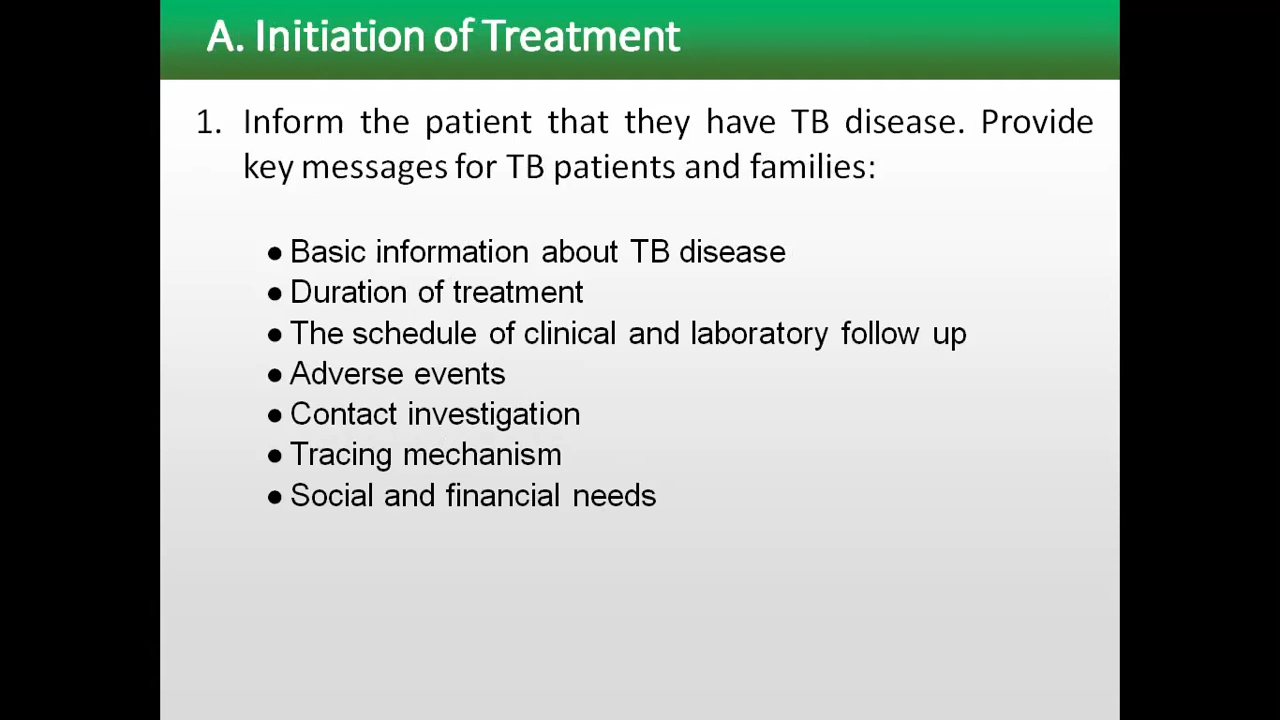 A. Initiation of Treatment
1. Inform the patient that they have TB disease. Provide
key messages for TB patients and families:
● Basic information about TB disease
● Duration of treatment
● The schedule of clinical and laboratory follow up
● Adverse events
● Contact investigation
● Tracing mechanism
● Social and financial needs